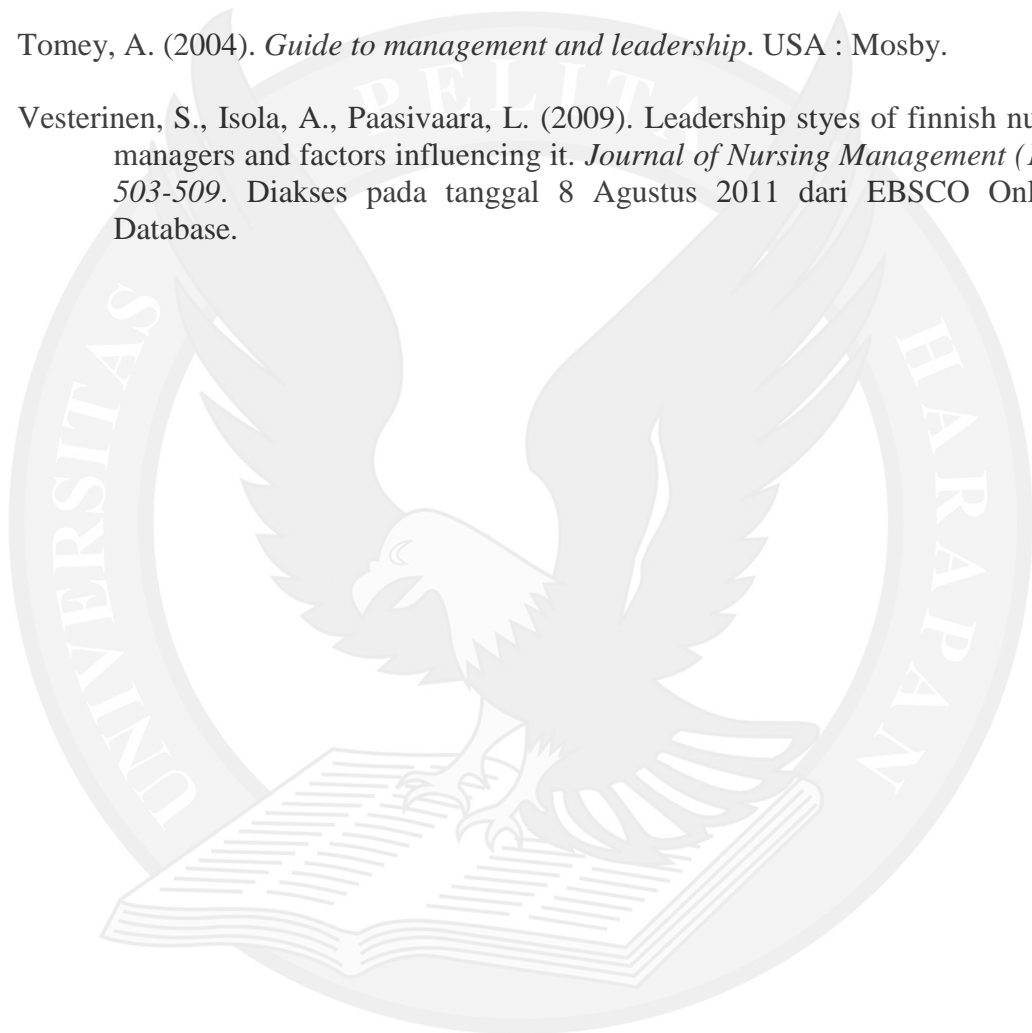 Tomey, A. (2004). Guide to management and leadership. USA : Mosby.
Vesterinen, S., Isola, A., Paasivaara, L. (2009). Leadership styes of finnish
managers and factors influencing it. Journal of Nursing Management
503-509. Diakses pada tanggal 8 Agustus 2011 dari EBSCO
Database.
UNIVERSITAS PELITA HARAPAN